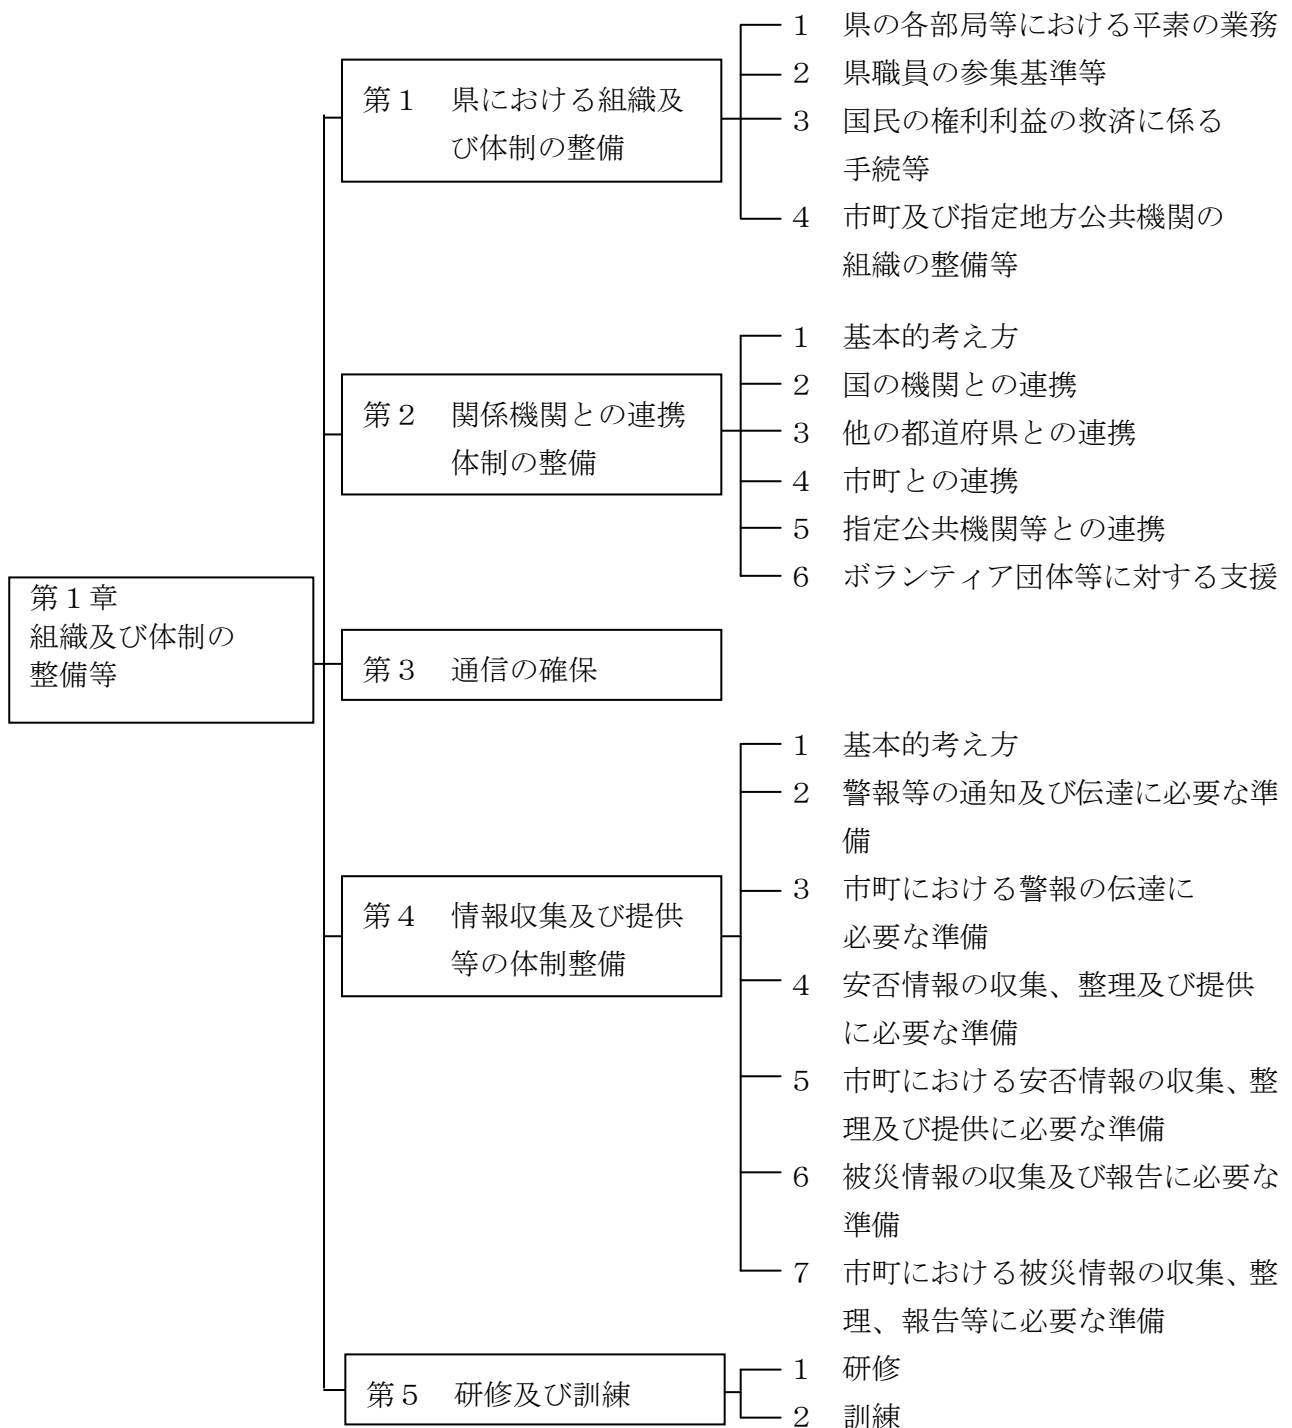 第１章
組織及び体制の
整備等
第１　県における組織及
び体制の整備
１　県の各部局等における平素の業務
２　県職員の参集基準等
３　国民の権利利益の救済に係る
手続等
４　市町及び指定地方公共機関の
組織の整備等
第２　関係機関との連携
体制の整備
１　基本的考え方
２　国の機関との連携
３　他の都道府県との連携
４　市町との連携
５　指定公共機関等との連携
６　ボランティア団体等に対する支援
第３　通信の確保
第４　情報収集及び提供
等の体制整備
１　基本的考え方
２　警報等の通知及び伝達に必要な準
備
３　市町における警報の伝達に
必要な準備
４　安否情報の収集、整理及び提供
に必要な準備
５　市町における安否情報の収集、整
理及び提供に必要な準備
６　被災情報の収集及び報告に必要な
準備
７　市町における被災情報の収集、整
理、報告等に必要な準備
第５　研修及び訓練
１　研修
２　訓練